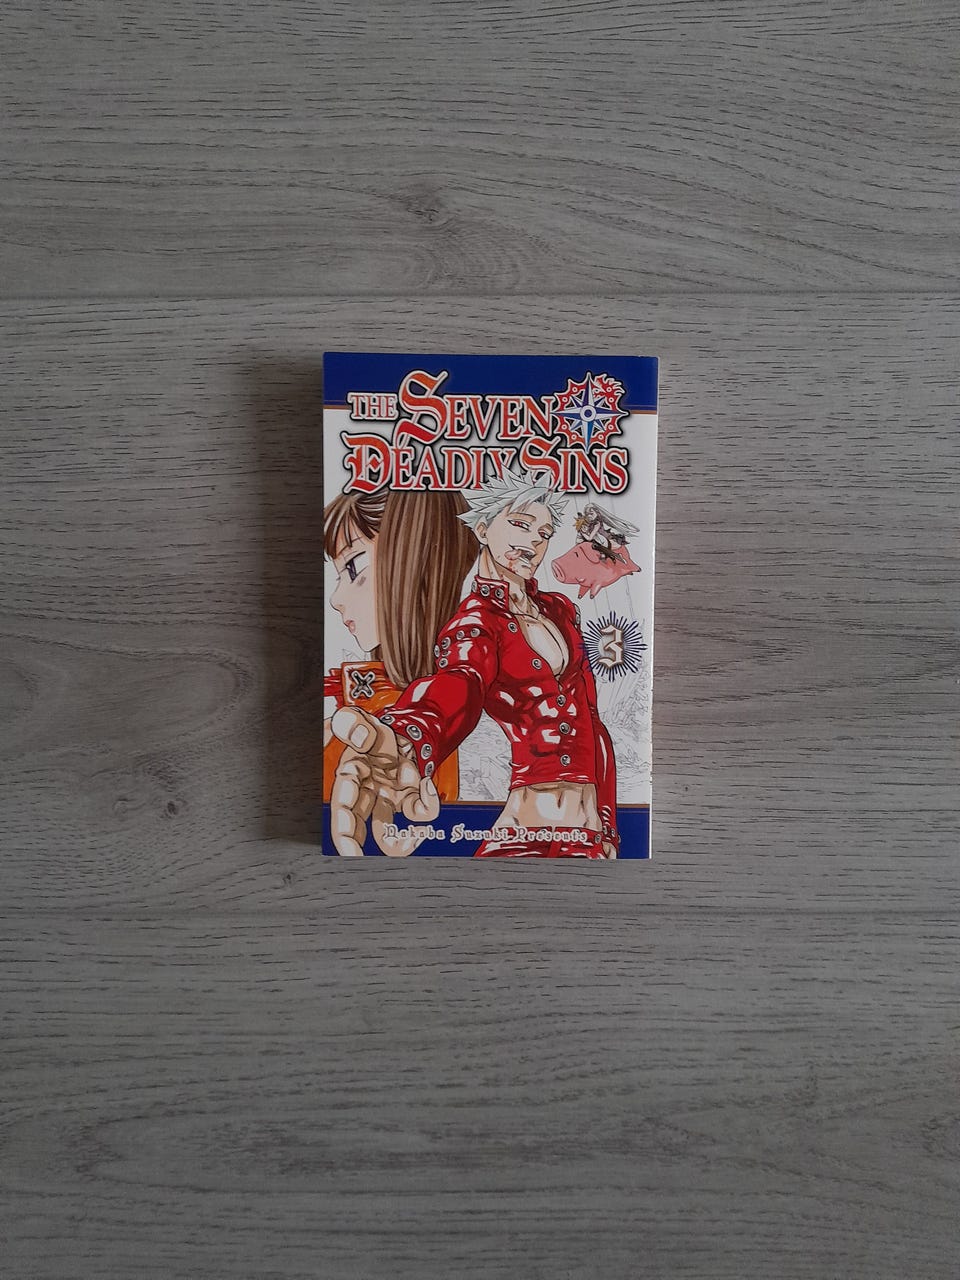 THE SEVEN
DEADLY SINS
3
Nakaba Suzuki Presents